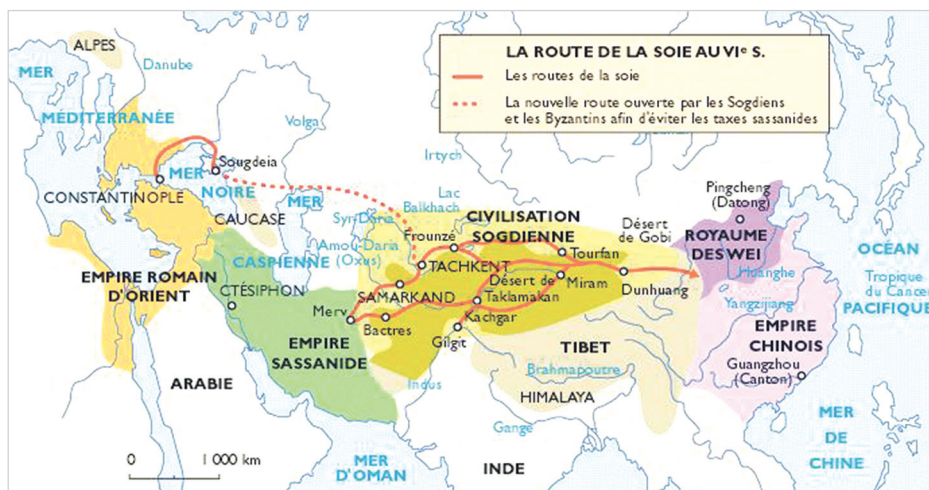 LA ROUTE DE LA SOIE AU VIe S.
Les routes de la soie
La nouvelle route ouverte par les Sogdiens
et les Byzantins afin d'éviter les taxes sassanides
ALPES
MER
Danube
MÉDITERRANÉE
Volga
Irtych
Sougdeia
MER
NOIRE
CONSTANTINOPLE
CAUCASE
MER
CASPIENNE
Lac
Balkhach
Syr-Daria
Amou-Daria
(Oxus)
Frounzé
CIVILISATION
SOGDIENNE
Désert
de Gobi
Pingcheng
(Datong)
ROYAUME
DES WEI
Huanghe
OCÉAN
PACIFIQUE
Tropique
du Cancer
EMPIRE ROMAIN
D'ORIENT
CTÉSIPHON
TACHKENT
SAMARKAND
Merv
Bactres
Désert de
Taklamakan
Kachgar
Gilgit
Tourfan
Miram
Dunhuang
Yangzijiang
EMPIRE
SASSANIDE
EMPIRE
CHINOIS
Guangzhou
(Canton)
TIBET
Brahmapoutre
HIMALAYA
ARABIE
Indus
Gange
0 1 000 km
MER
D'OMAN
INDE
MER
DE
CHINE